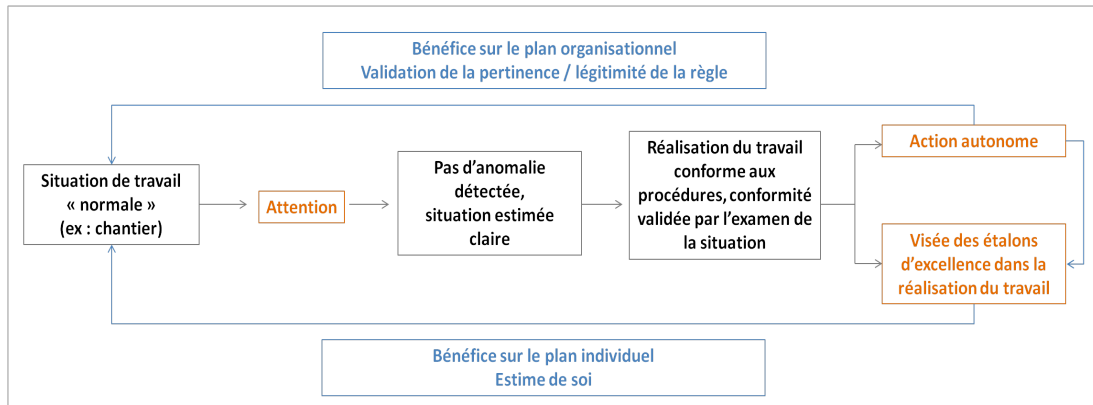 Bénéfice sur le plan organisationnel
Validation de la pertinence / légitimité de la règle
Situation de travail
« normale »
(ex : chantier)
Attention
Pas d’anomalie
détectée,
situation estimée
claire
Réalisation du travail
conforme aux
procédures, conformité
validée par l’examen de
la situation
Action autonome
Visée des étalons
d’excellence dans la
réalisation du travail
Bénéfice sur le plan individuel
Estime de soi